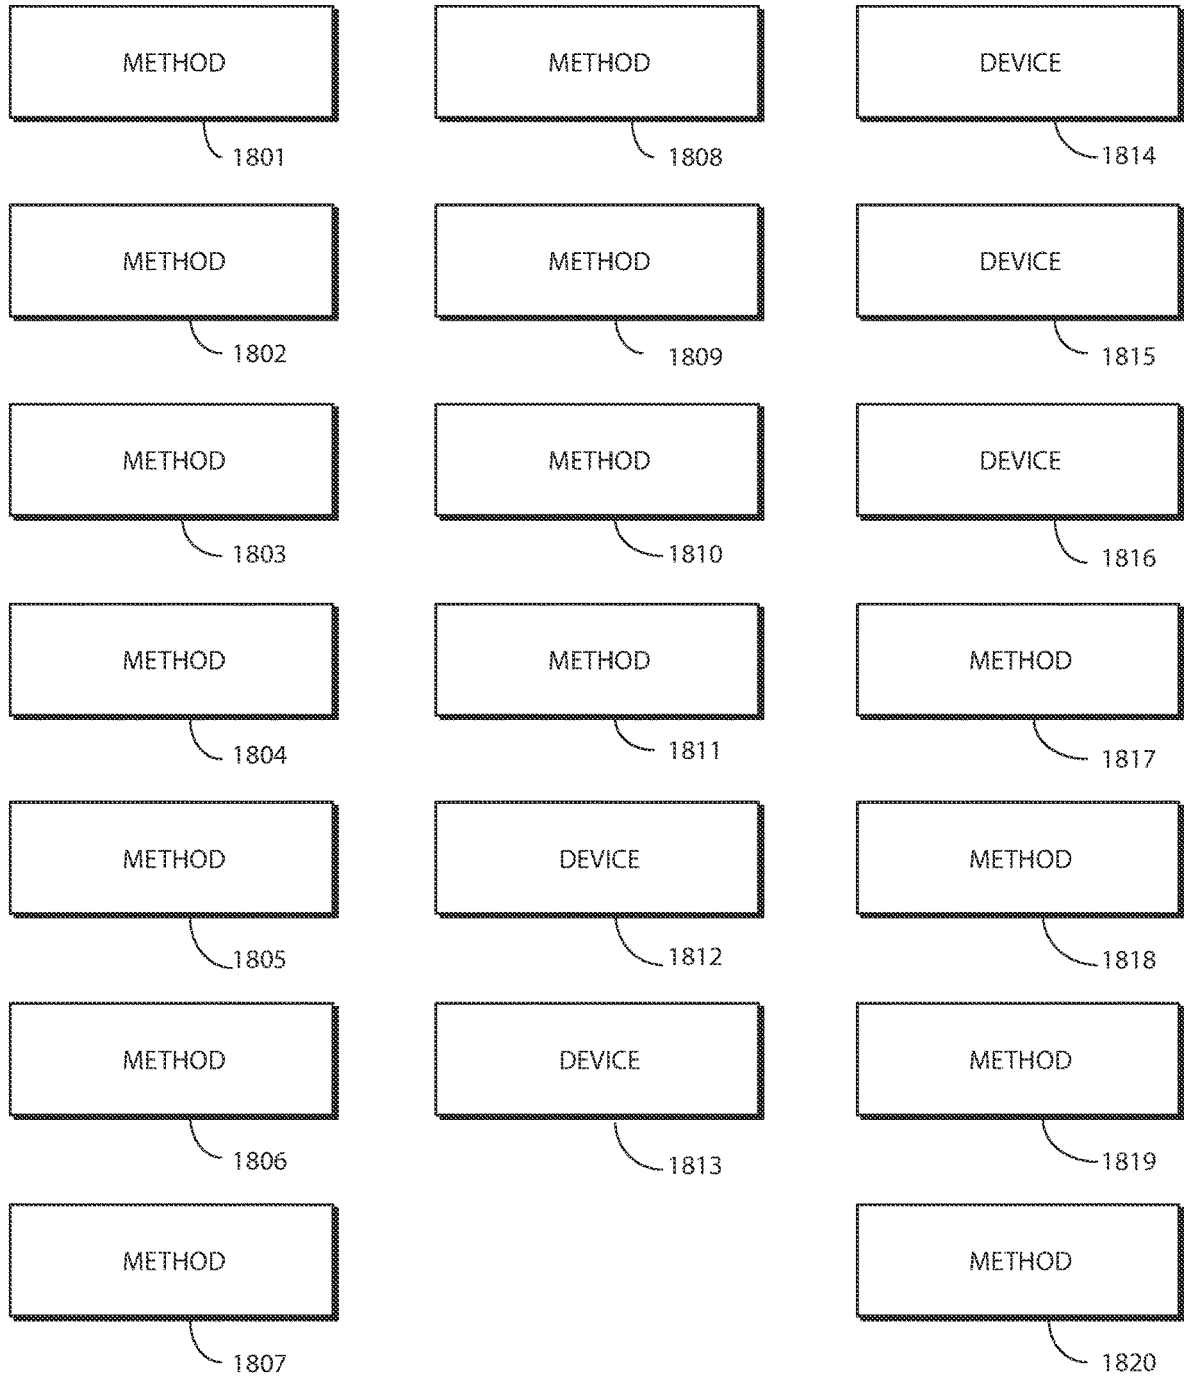 METHOD
1801
METHOD
1802
METHOD
1803
METHOD
1804
METHOD
1805
METHOD
1806
METHOD
1807
METHOD
1808
METHOD
1809
METHOD
1810
METHOD
1811
DEVICE
1812
DEVICE
1813
DEVICE
1814
DEVICE
1815
DEVICE
1816
METHOD
1817
METHOD
1818
METHOD
1819
METHOD
1820